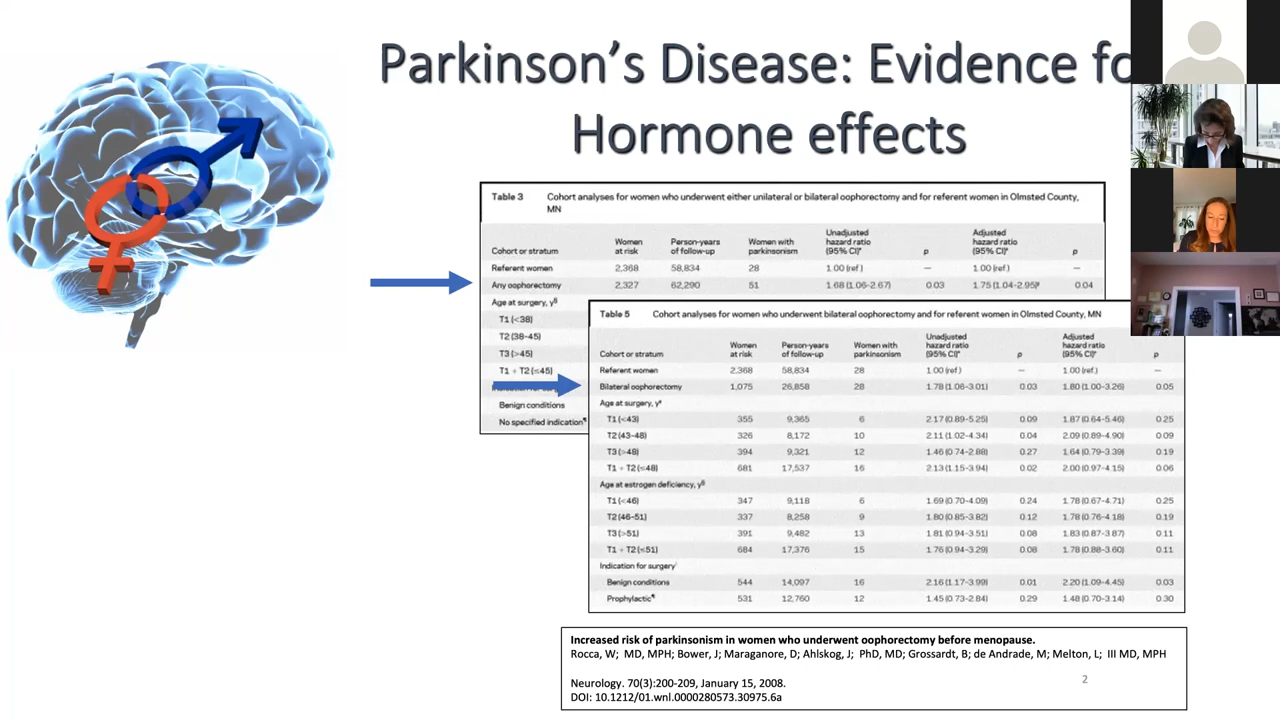 Parkinson's Disease: Evidence fo
Hormone effects
Table 3 Cohort analyses for women who underwent either unilateral or bilateral oophorectomy and for referent women in Olmsted County,
MN
Cohort or stratum Women at risk Person-years of follow-up Women with parkinsonism Unadjusted hazard ratio (95% CI)* p Adjusted hazard ratio (95% CI)* p
Referent women 2,368 58,834 28 1.00 (ref.) — 1.00 (ref.) —
Any oophorectomy 2,327 62,290 51 1.68 (1.06-2.67) 0.03 1.75 (1.04-2.95)‖ 0.04
Age at surgery, y§
T1 (<38)
T2 (38-45)
T3 (>45)
T1 + T2 (≤45)
Benign conditions
No specified indication¶
Table 5 Cohort analyses for women who underwent bilateral oophorectomy and for referent women in Olmsted County, MN
Cohort or stratum Women at risk Person-years of follow-up Women with parkinsonism Unadjusted hazard ratio (95% CI)* p Adjusted hazard ratio (95% CI)* p
Referent women 2,368 58,834 28 1.00 (ref.) — 1.00 (ref.) —
Bilateral oophorectomy 1,075 26,858 28 1.78 (1.06-3.01) 0.03 1.80 (1.00-3.26) 0.05
Age at surgery, y
T1 (<43) 355 9,365 6 2.17 (0.89-5.25) 0.09 1.87 (0.64-5.46) 0.25
T2 (43-48) 326 8,172 10 2.11 (1.02-4.34) 0.04 2.09 (0.89-4.90) 0.09
T3 (>48) 394 9,321 12 1.46 (0.74-2.88) 0.27 1.64 (0.79-3.39) 0.19
T1 + T2 (≤48) 681 17,537 16 2.13 (1.15-3.94) 0.02 2.00 (0.97-4.15) 0.06
Age at estrogen deficiency, y§
T1 (<46) 347 9,118 6 1.69 (0.70-4.09) 0.24 1.78 (0.67-4.71) 0.25
T2 (46-51) 337 8,258 9 1.80 (0.85-3.82) 0.12 1.78 (0.76-4.18) 0.19
T3 (>51) 391 9,482 13 1.81 (0.94-3.51) 0.08 1.83 (0.87-3.87) 0.11
T1 + T2 (≤51) 684 17,376 15 1.76 (0.94-3.29) 0.08 1.78 (0.88-3.60) 0.11
Indication for surgery
Benign conditions 544 14,097 16 2.16 (1.17-3.99) 0.01 2.20 (1.09-4.45) 0.03
Prophylactic¶ 531 12,760 12 1.45 (0.73-2.84) 0.29 1.48 (0.70-3.14) 0.30
Increased risk of parkinsonism in women who underwent oophorectomy before menopause.
Rocca, W; MD, MPH; Bower, J; Maraganore, D; Ahlskog, J; PhD, MD; Grossardt, B; de Andrade, M; Melton, L; III MD, MPH
Neurology. 70(3):200-209, January 15, 2008.
DOI: 10.1212/01.wnl.0000280573.30975.6a
2